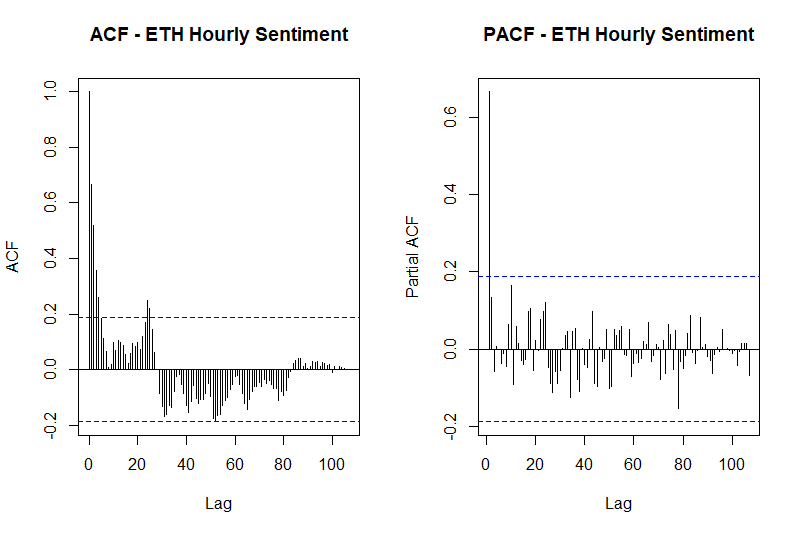 ACF - ETH Hourly Sentiment
ACF
1.0
0.8
0.6
0.4
0.2
0.0
-0.2
0 20 40 60 80 100
Lag
PACF - ETH Hourly Sentiment
Partial ACF
0.6
0.4
0.2
0.0
-0.2
0 20 40 60 80 100
Lag